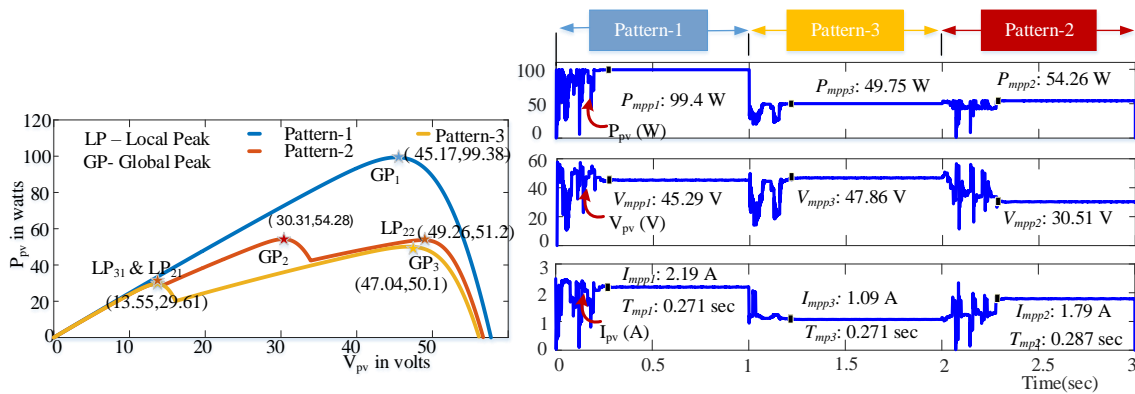 120
100
80
60
40
20
0
P_pv in watts
LP – Local Peak
GP- Global Peak
Pattern-1
Pattern-2
Pattern-3
( 45.17,99.38)
GP1
( 30.31,54.28)
GP2
LP22
( 49.26,51.2)
GP3
(47.04,50.1)
LP31 & LP21
(13.55,29.61)
0
10
20
30
40
50
V_pv in volts
Pattern-1
Pattern-3
Pattern-2
100
50
0
P_mpp1: 99.4 W
P_pv (W)
P_mpp3: 49.75 W
P_mpp2: 54.26 W
60
40
20
0
V_mpp1: 45.29 V
V_pv (V)
V_mpp3: 47.86 V
V_mpp2: 30.51 V
3
2
1
0
I_mpp1: 2.19 A
T_mp1: 0.271 sec
I_pv (A)
I_mpp3: 1.09 A
T_mp3: 0.271 sec
I_mpp2: 1.79 A
T_mp2: 0.287 sec
0
0.5
1
1.5
2
2.5
3
Time(sec)